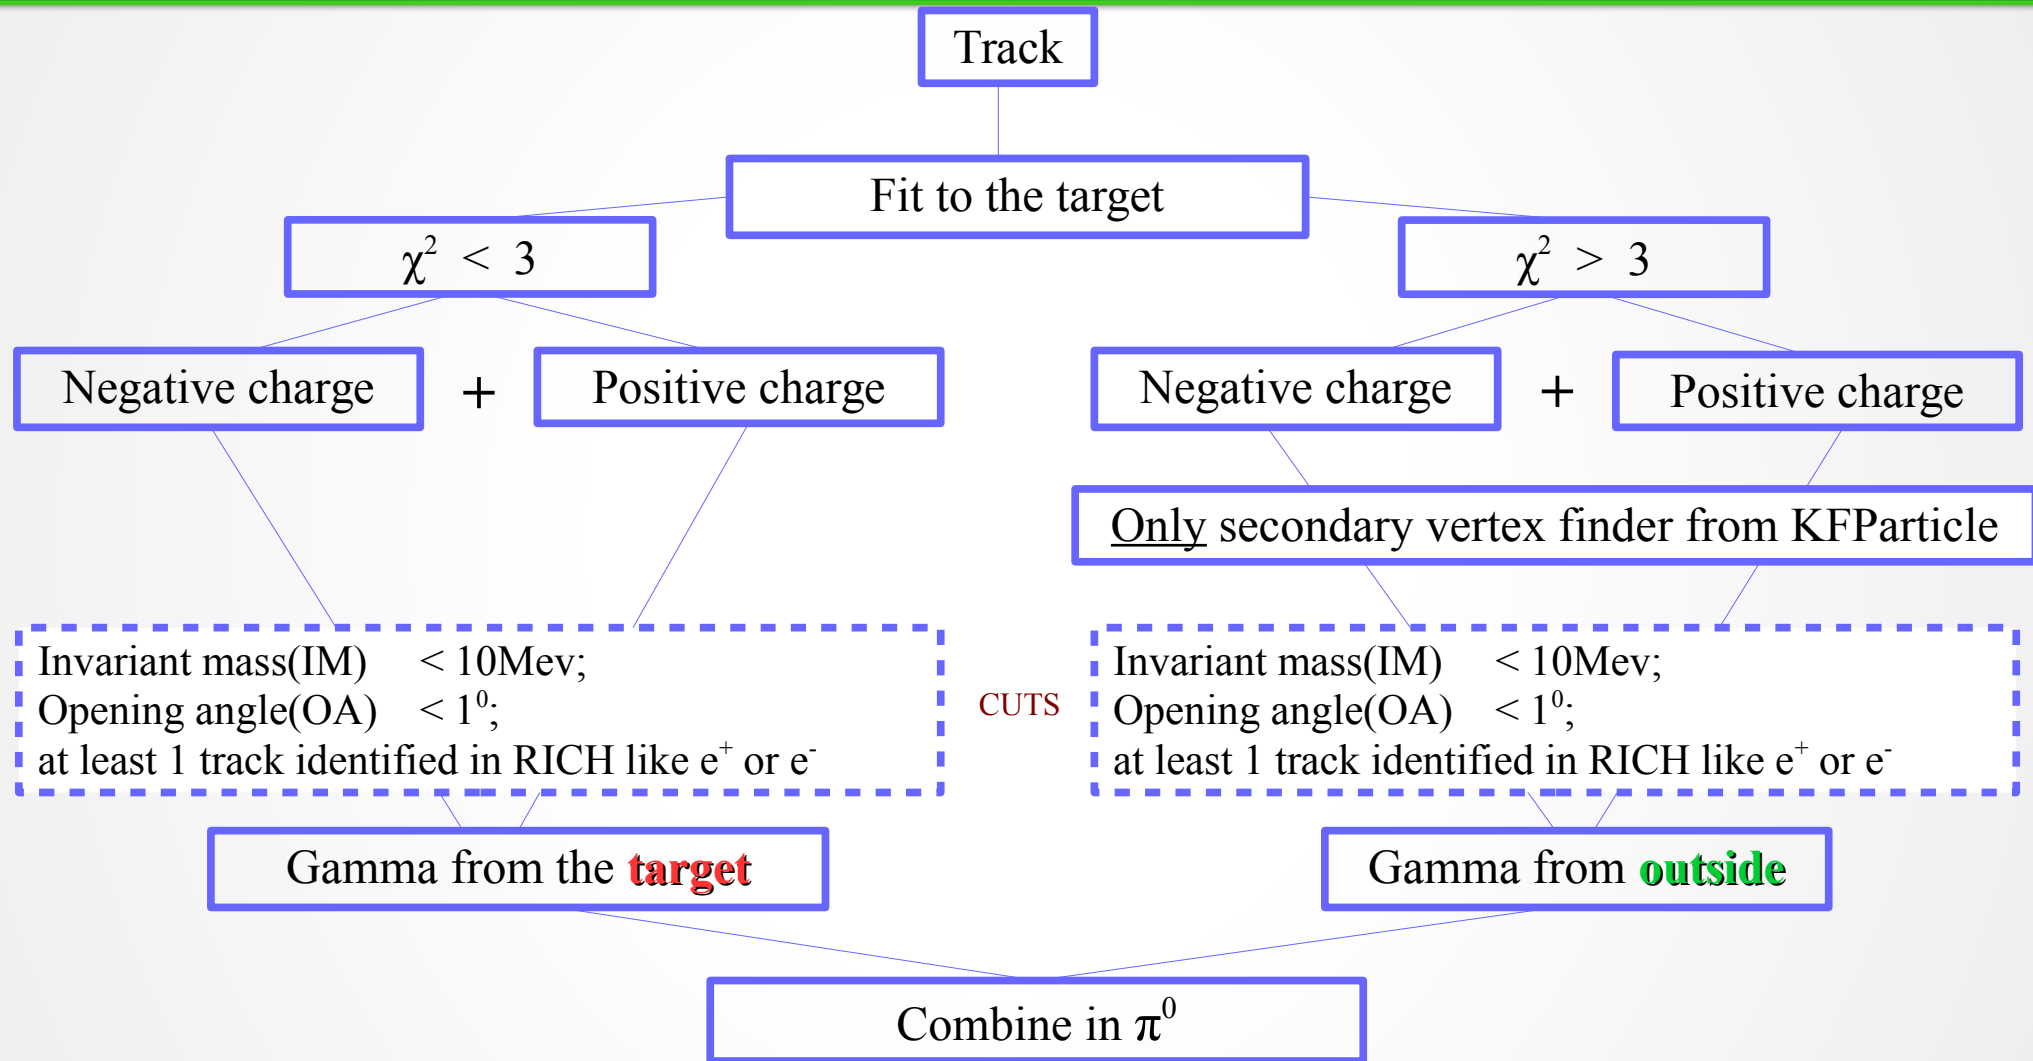 Track
Fit to the target
χ² < 3
χ² > 3
Negative charge + Positive charge
Negative charge + Positive charge
Only secondary vertex finder from KFParticle
Invariant mass(IM) < 10Mev;
Opening angle(OA) < 1⁰;
at least 1 track identified in RICH like e⁺ or e⁻
CUTS
Invariant mass(IM) < 10Mev;
Opening angle(OA) < 1⁰;
at least 1 track identified in RICH like e⁺ or e⁻
Gamma from the target
Gamma from outside
Combine in π⁰